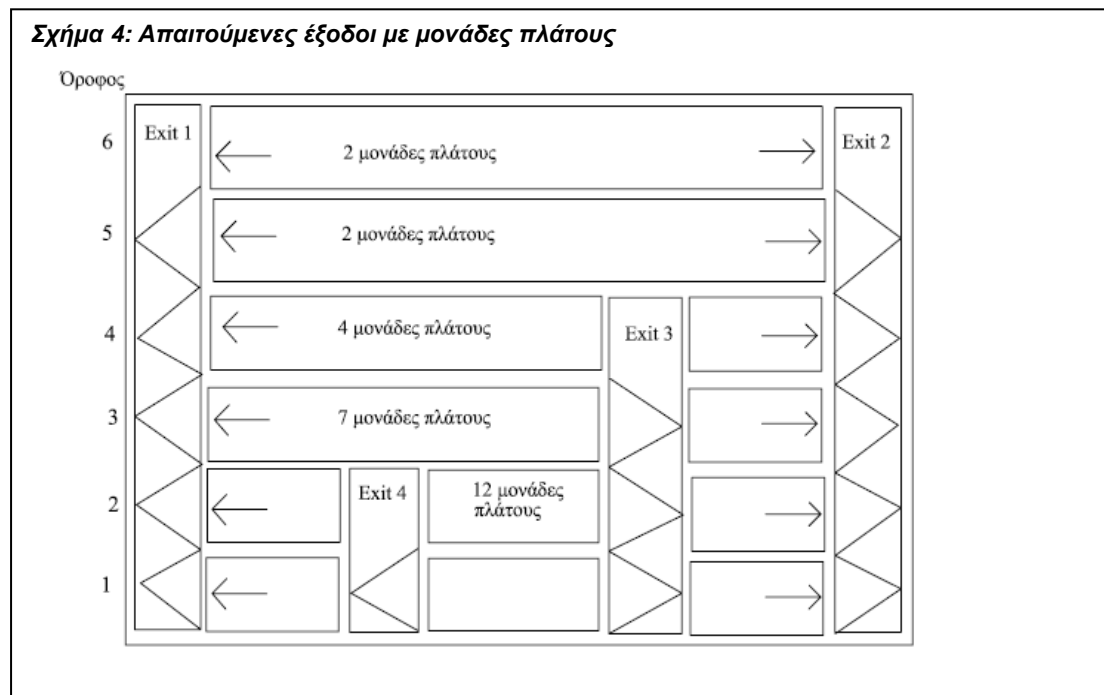 Σχήμα 4: Απαιτούμενες έξοδοι με μονάδες πλάτους
Όροφος
6
Exit 1
2 μονάδες πλάτους
Exit 2
5
2 μονάδες πλάτους
4
4 μονάδες πλάτους
Exit 3
3
7 μονάδες πλάτους
2
Exit 4
12 μονάδες
πλάτους
1